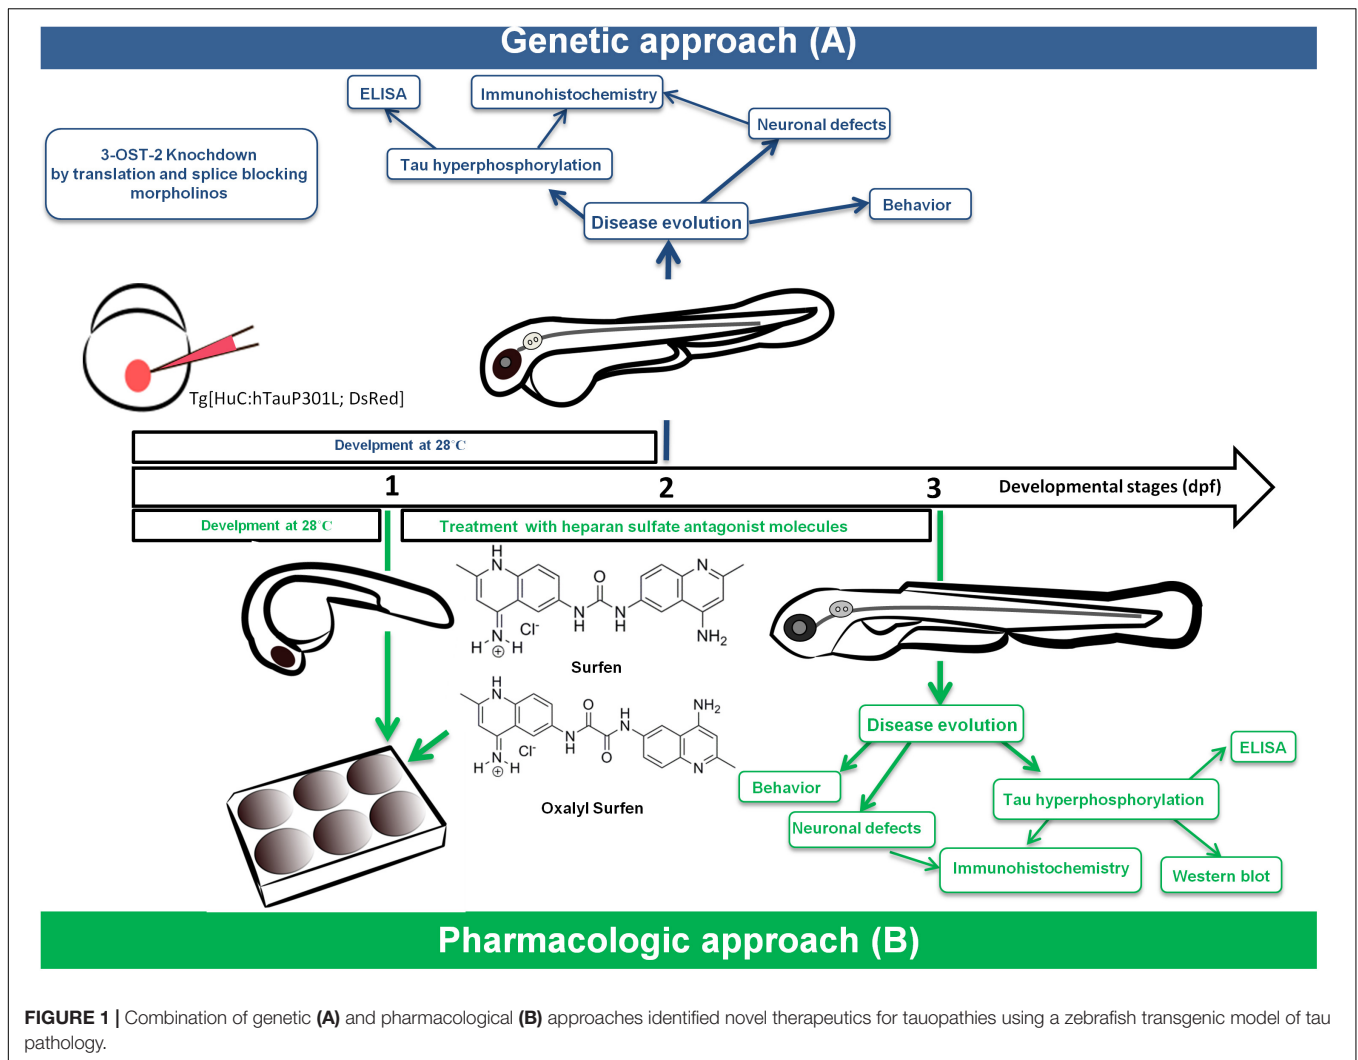 Genetic approach (A)
ELISA
Immunohistochemistry
Neuronal defects
3-OST-2 Knochdown
by translation and splice blocking
morpholinos
Tau hyperphosphorylation
Behavior
Disease evolution
Tg[HuC:hTauP301L; DsRed]
Develpment at 28°C
1
2
3
Developmental stages (dpf)
Develpment at 28°C
Treatment with heparan sulfate antagonist molecules
H
N
N
O
N
H
N
H
NH2
N
H
H
⊕
Cl-
Surfen
H
N
NH2
O
H
N
N
H
O
N
N
H
H
⊕
Cl-
Oxalyl Surfen
Disease evolution
ELISA
Behavior
Tau hyperphosphorylation
Neuronal defects
Immunohistochemistry
Western blot
Pharmacologic approach (B)
FIGURE 1 | Combination of genetic (A) and pharmacological (B) approaches identified novel therapeutics for tauopathies using a zebrafish transgenic model of tau
pathology.